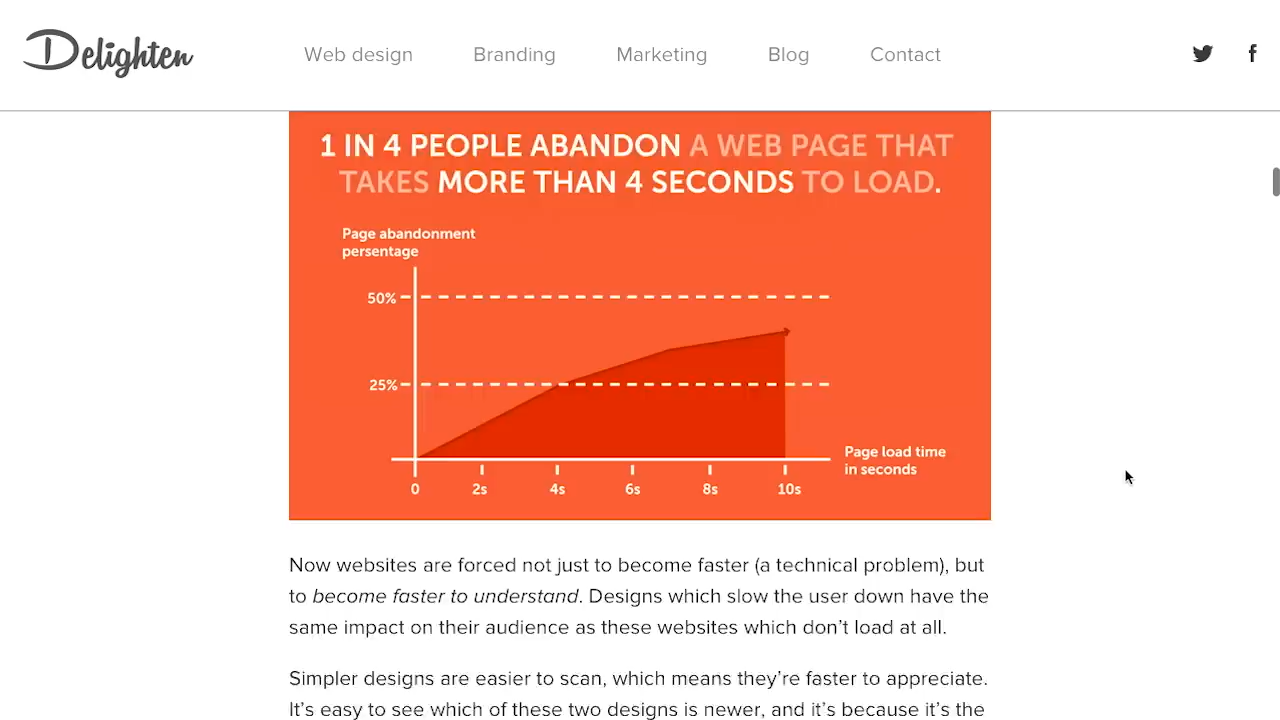 Delighten
Web design Branding Marketing Blog Contact
1 IN 4 PEOPLE ABANDON A WEB PAGE THAT
TAKES MORE THAN 4 SECONDS TO LOAD.
Page abandonment
persentage
50%
25%
Page load time
in seconds
0 2s 4s 6s 8s 10s
Now websites are forced not just to become faster (a technical problem), but
to become faster to understand. Designs which slow the user down have the
same impact on their audience as these websites which don’t load at all.
Simpler designs are easier to scan, which means they’re faster to appreciate.
It’s easy to see which of these two designs is newer, and it’s because it’s the